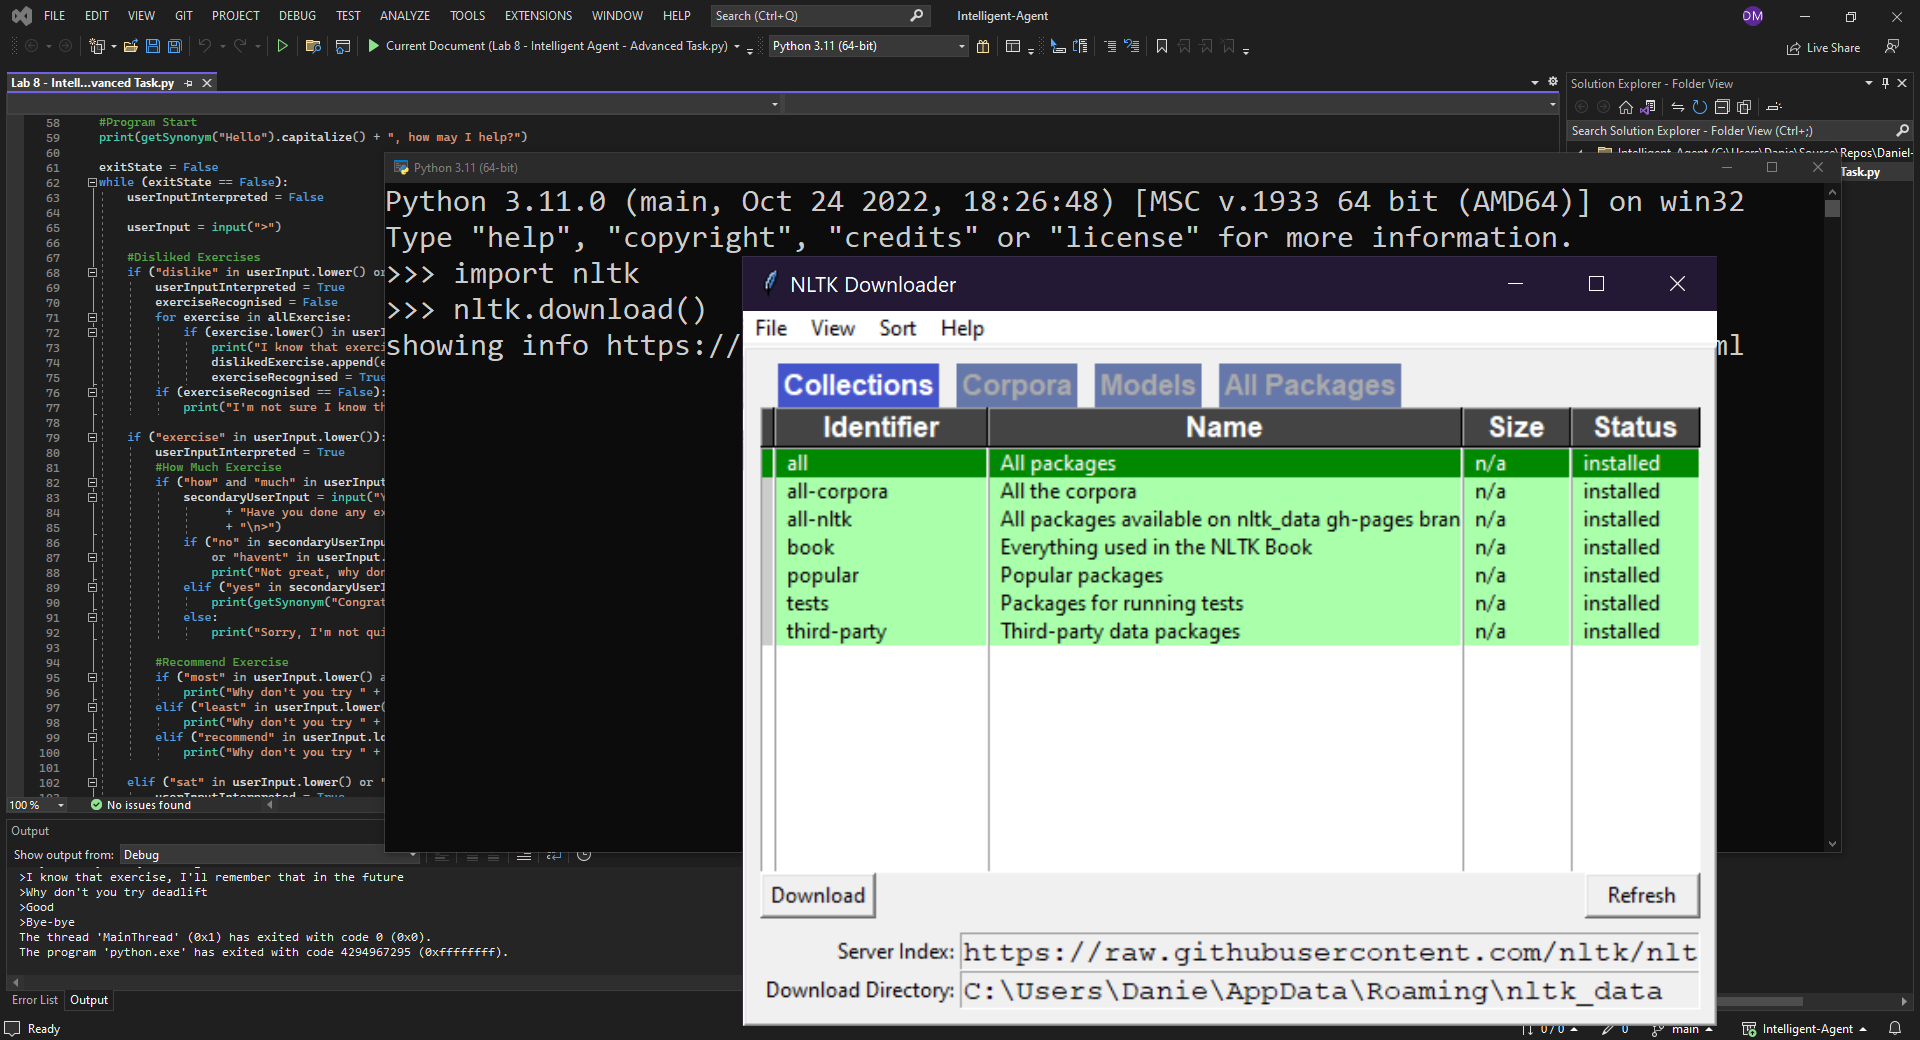 FILE EDIT VIEW GIT PROJECT DEBUG TEST ANALYZE TOOLS EXTENSIONS WINDOW HELP Search (Ctrl+Q) Intelligent-Agent DM
Current Document (Lab 8 - Intelligent Agent - Advanced Task.py) Python 3.11 (64-bit) Live Share
Lab 8 - Intell...vanced Task.py
58 #Program Start
59 print(getSynonym("Hello").capitalize() + ", how may I help?")
60
61 exitState = False
62 while (exitState == False):
63 userInputInterpreted = False
64
65 userInput = input(">")
66
67 #Disliked Exercises
68 if ("dislike" in userInput.lower() or
69 userInputInterpreted = True
70 exerciseRecognised = False
71 for exercise in allExercise:
72 if (exercise.lower() in userI
73 print("I know that exerci
74 dislikedExercise.append(e
75 exerciseRecognised = True
76 if (exerciseRecognised == False):
77 print("I'm not sure I know th
78
79 if ("exercise" in userInput.lower()):
80 userInputInterpreted = True
81 #How Much Exercise
82 if ("how" and "much" in userInput
83 secondaryUserInput = input("Y
84 + "Have you done any ex
85 + "\n>")
86 if ("no" in secondaryUserInpu
87 or "havent" in userInput.
88 print("Not great, why don
89 elif ("yes" in secondaryUserI
90 print(getSynonym("Congrat
91 else:
92 print("Sorry, I'm not qui
93
94 #Recommend Exercise
95 if ("most" in userInput.lower() a
96 print("Why don't you try " +
97 elif ("least" in userInput.lower(
98 print("Why don't you try " +
99 elif ("recommend" in userInput.lo
100 print("Why don't you try " +
101
102 elif ("sat" in userInput.lower() or "
100 % No issues found
Output
Show output from: Debug
>I know that exercise, I'll remember that in the future
>Why don't you try deadlift
>Good
>Bye-bye
The thread 'MainThread' (0x1) has exited with code 0 (0x0).
The program 'python.exe' has exited with code 4294967295 (0xffffffff).
Error List Output
Ready
Python 3.11 (64-bit)
Python 3.11.0 (main, Oct 24 2022, 18:26:48) [MSC v.1933 64 bit (AMD64)] on win32
Type "help", "copyright", "credits" or "license" for more information.
>>> import nltk
>>> nltk.download()
showing info https:// ml
NLTK Downloader
File View Sort Help
Collections Corpora Models All Packages
Identifier Name Size Status
all All packages n/a installed
all-corpora All the corpora n/a installed
all-nltk All packages available on nltk_data gh-pages bran n/a installed
book Everything used in the NLTK Book n/a installed
popular Popular packages n/a installed
tests Packages for running tests n/a installed
third-party Third-party data packages n/a installed
Download Refresh
Server Index: https://raw.githubusercontent.com/nltk/nlt
Download Directory: C:\Users\Danie\AppData\Roaming\nltk_data
Solution Explorer - Folder View
Search Solution Explorer - Folder View (Ctrl+;)
Intelligent-Agent (C:\Users\Danie\Source\Repos\Daniel-
Task.py
0 / 0 0 main Intelligent-Agent